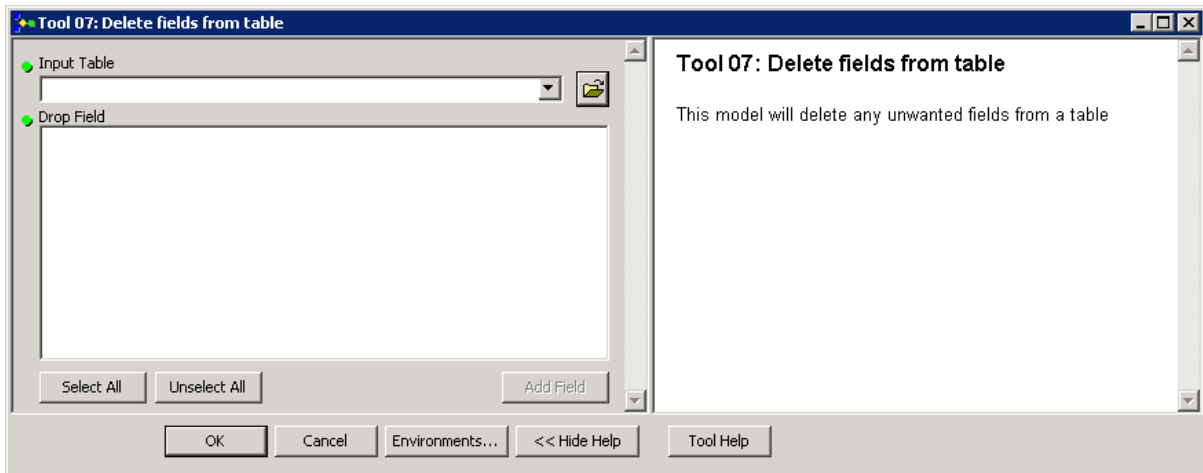 Tool 07: Delete fields from table
Input Table
Drop Field
Select All
Unselect All
Add Field
OK
Cancel
Environments...
<< Hide Help
Tool 07: Delete fields from table
This model will delete any unwanted fields from a table
Tool Help